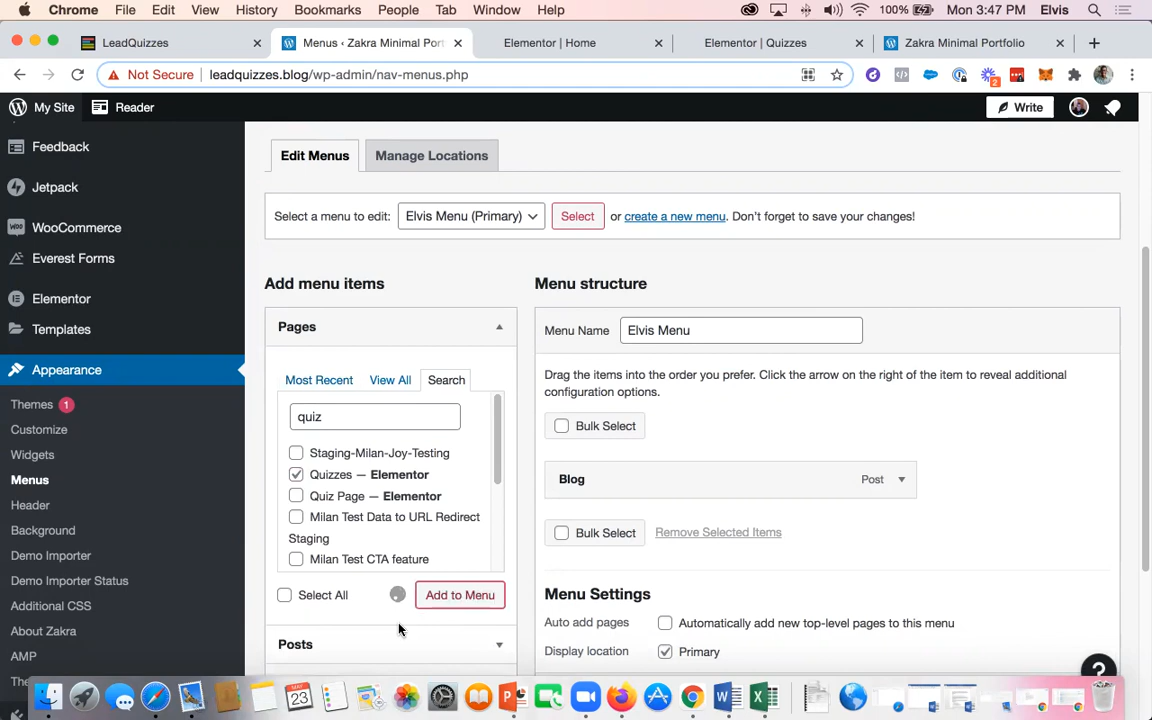 Chrome File Edit View History Bookmarks People Tab Window Help 100% Mon 3:47 PM Elvis
LeadQuizzes Menus ‹ Zakra Minimal Port Elementor | Home Elementor | Quizzes Zakra Minimal Portfolio
Not Secure leadquizzes.blog/wp-admin/nav-menus.php 2
My Site Reader Write
Feedback
Jetpack
WooCommerce
Everest Forms
Elementor
Templates
Appearance
Themes 1
Customize
Widgets
Menus
Header
Background
Demo Importer
Demo Importer Status
Additional CSS
About Zakra
AMP
Edit Menus Manage Locations
Select a menu to edit: Elvis Menu (Primary) Select or create a new menu. Don't forget to save your changes!
Add menu items
Pages
Most Recent View All Search
quiz
Staging-Milan-Joy-Testing
Quizzes — Elementor
Quiz Page — Elementor
Milan Test Data to URL Redirect
Staging
Milan Test CTA feature
Select All Add to Menu
Posts
Menu structure
Menu Name Elvis Menu
Drag the items into the order you prefer. Click the arrow on the right of the item to reveal additional
configuration options.
Bulk Select
Blog Post
Bulk Select Remove Selected Items
Menu Settings
Auto add pages Automatically add new top-level pages to this menu
Display location Primary
?
MAY
23